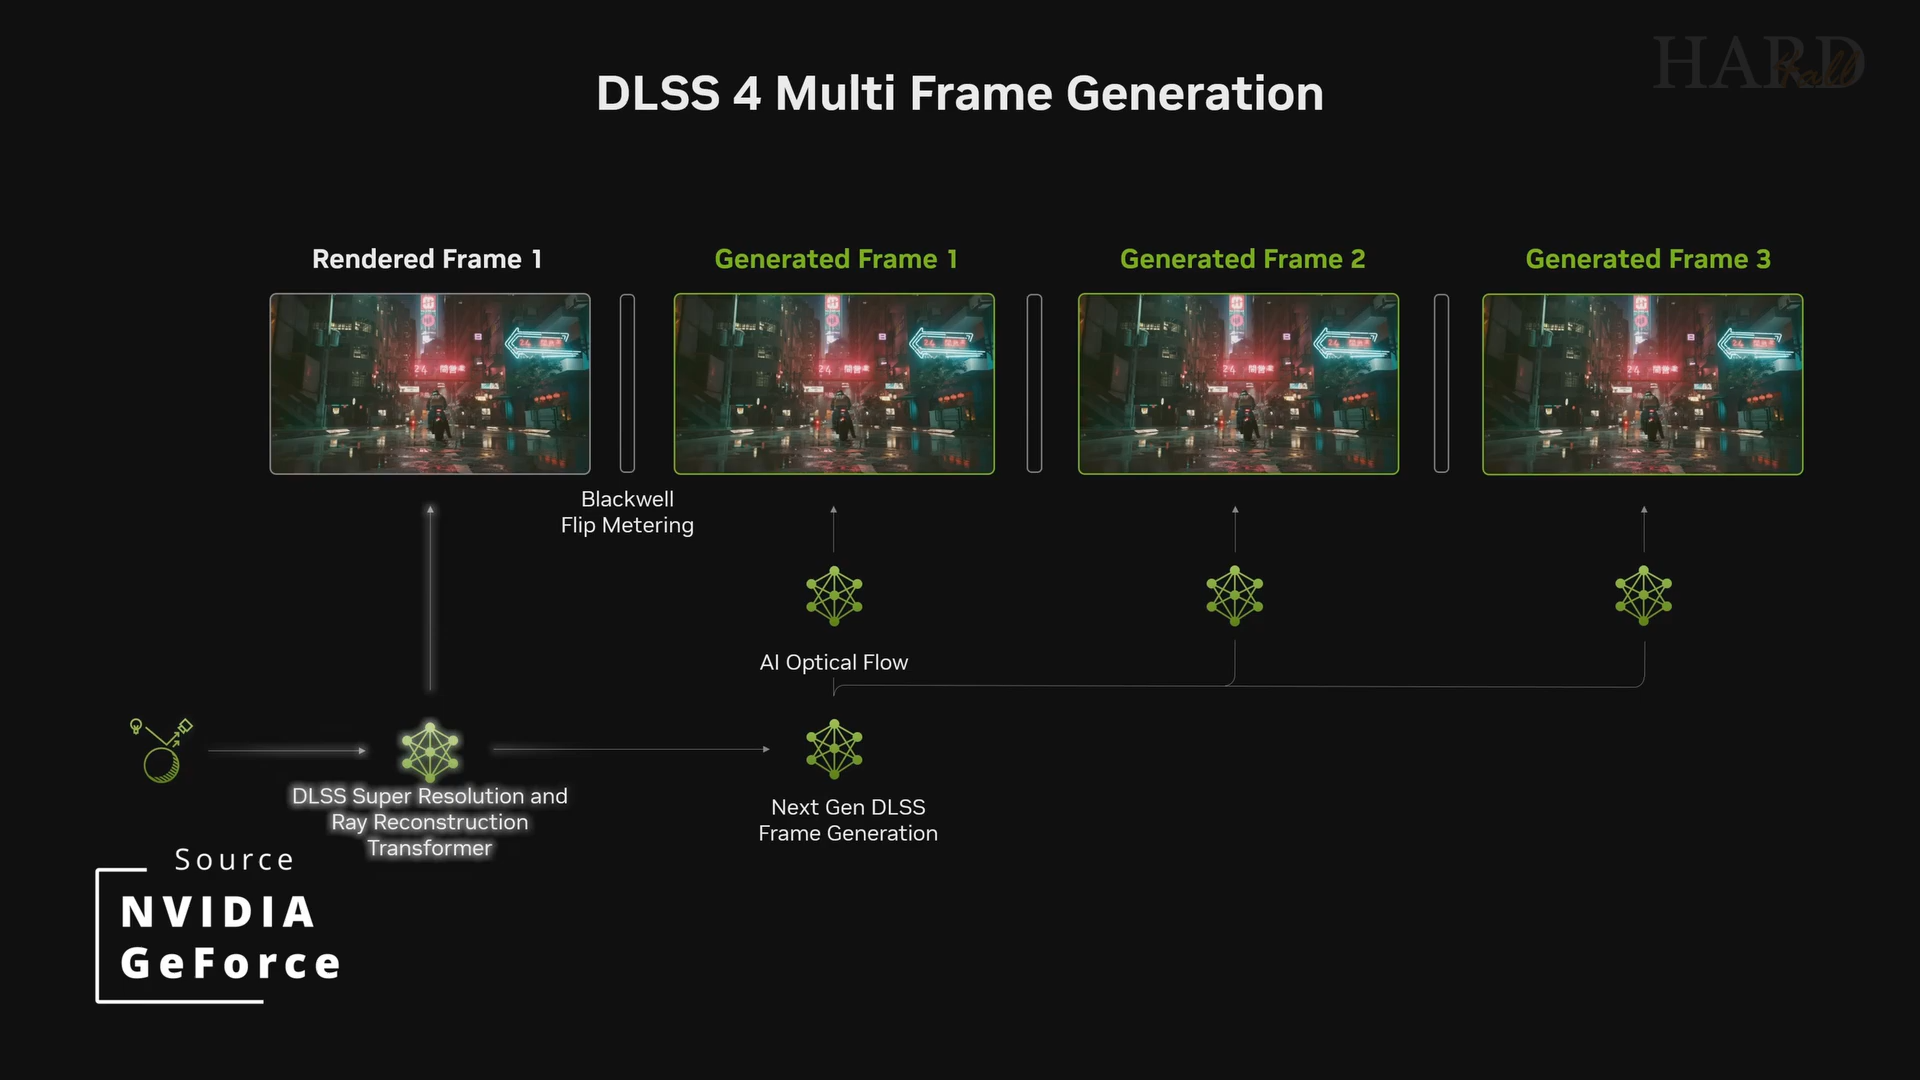 HARD
Ball
DLSS 4 Multi Frame Generation
Rendered Frame 1
Generated Frame 1
Generated Frame 2
Generated Frame 3
Blackwell
Flip Metering
AI Optical Flow
DLSS Super Resolution and
Ray Reconstruction
Transformer
Next Gen DLSS
Frame Generation
Source
NVIDIA
GeForce